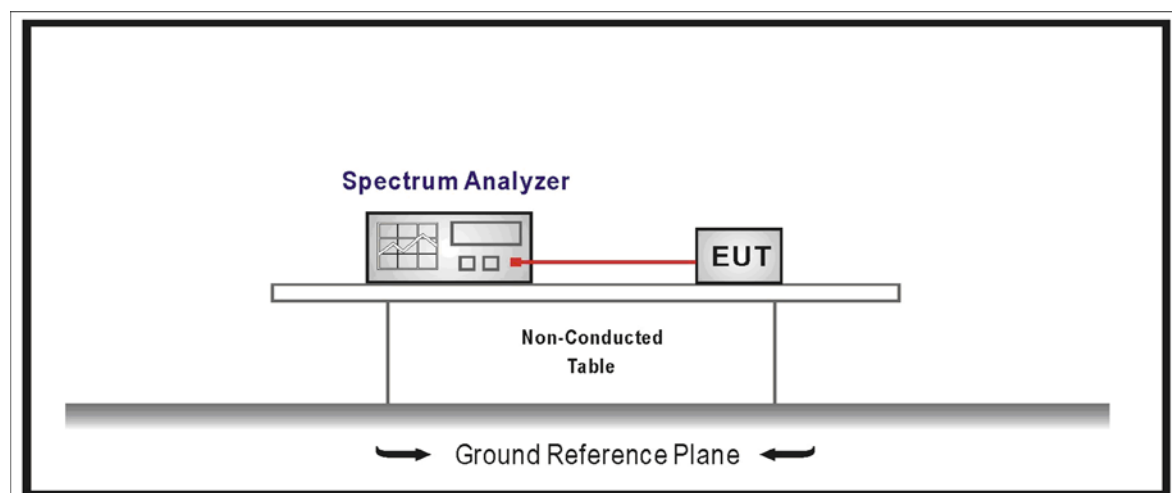 Spectrum Analyzer
EUT
Non-Conducted
Table
Ground Reference Plane